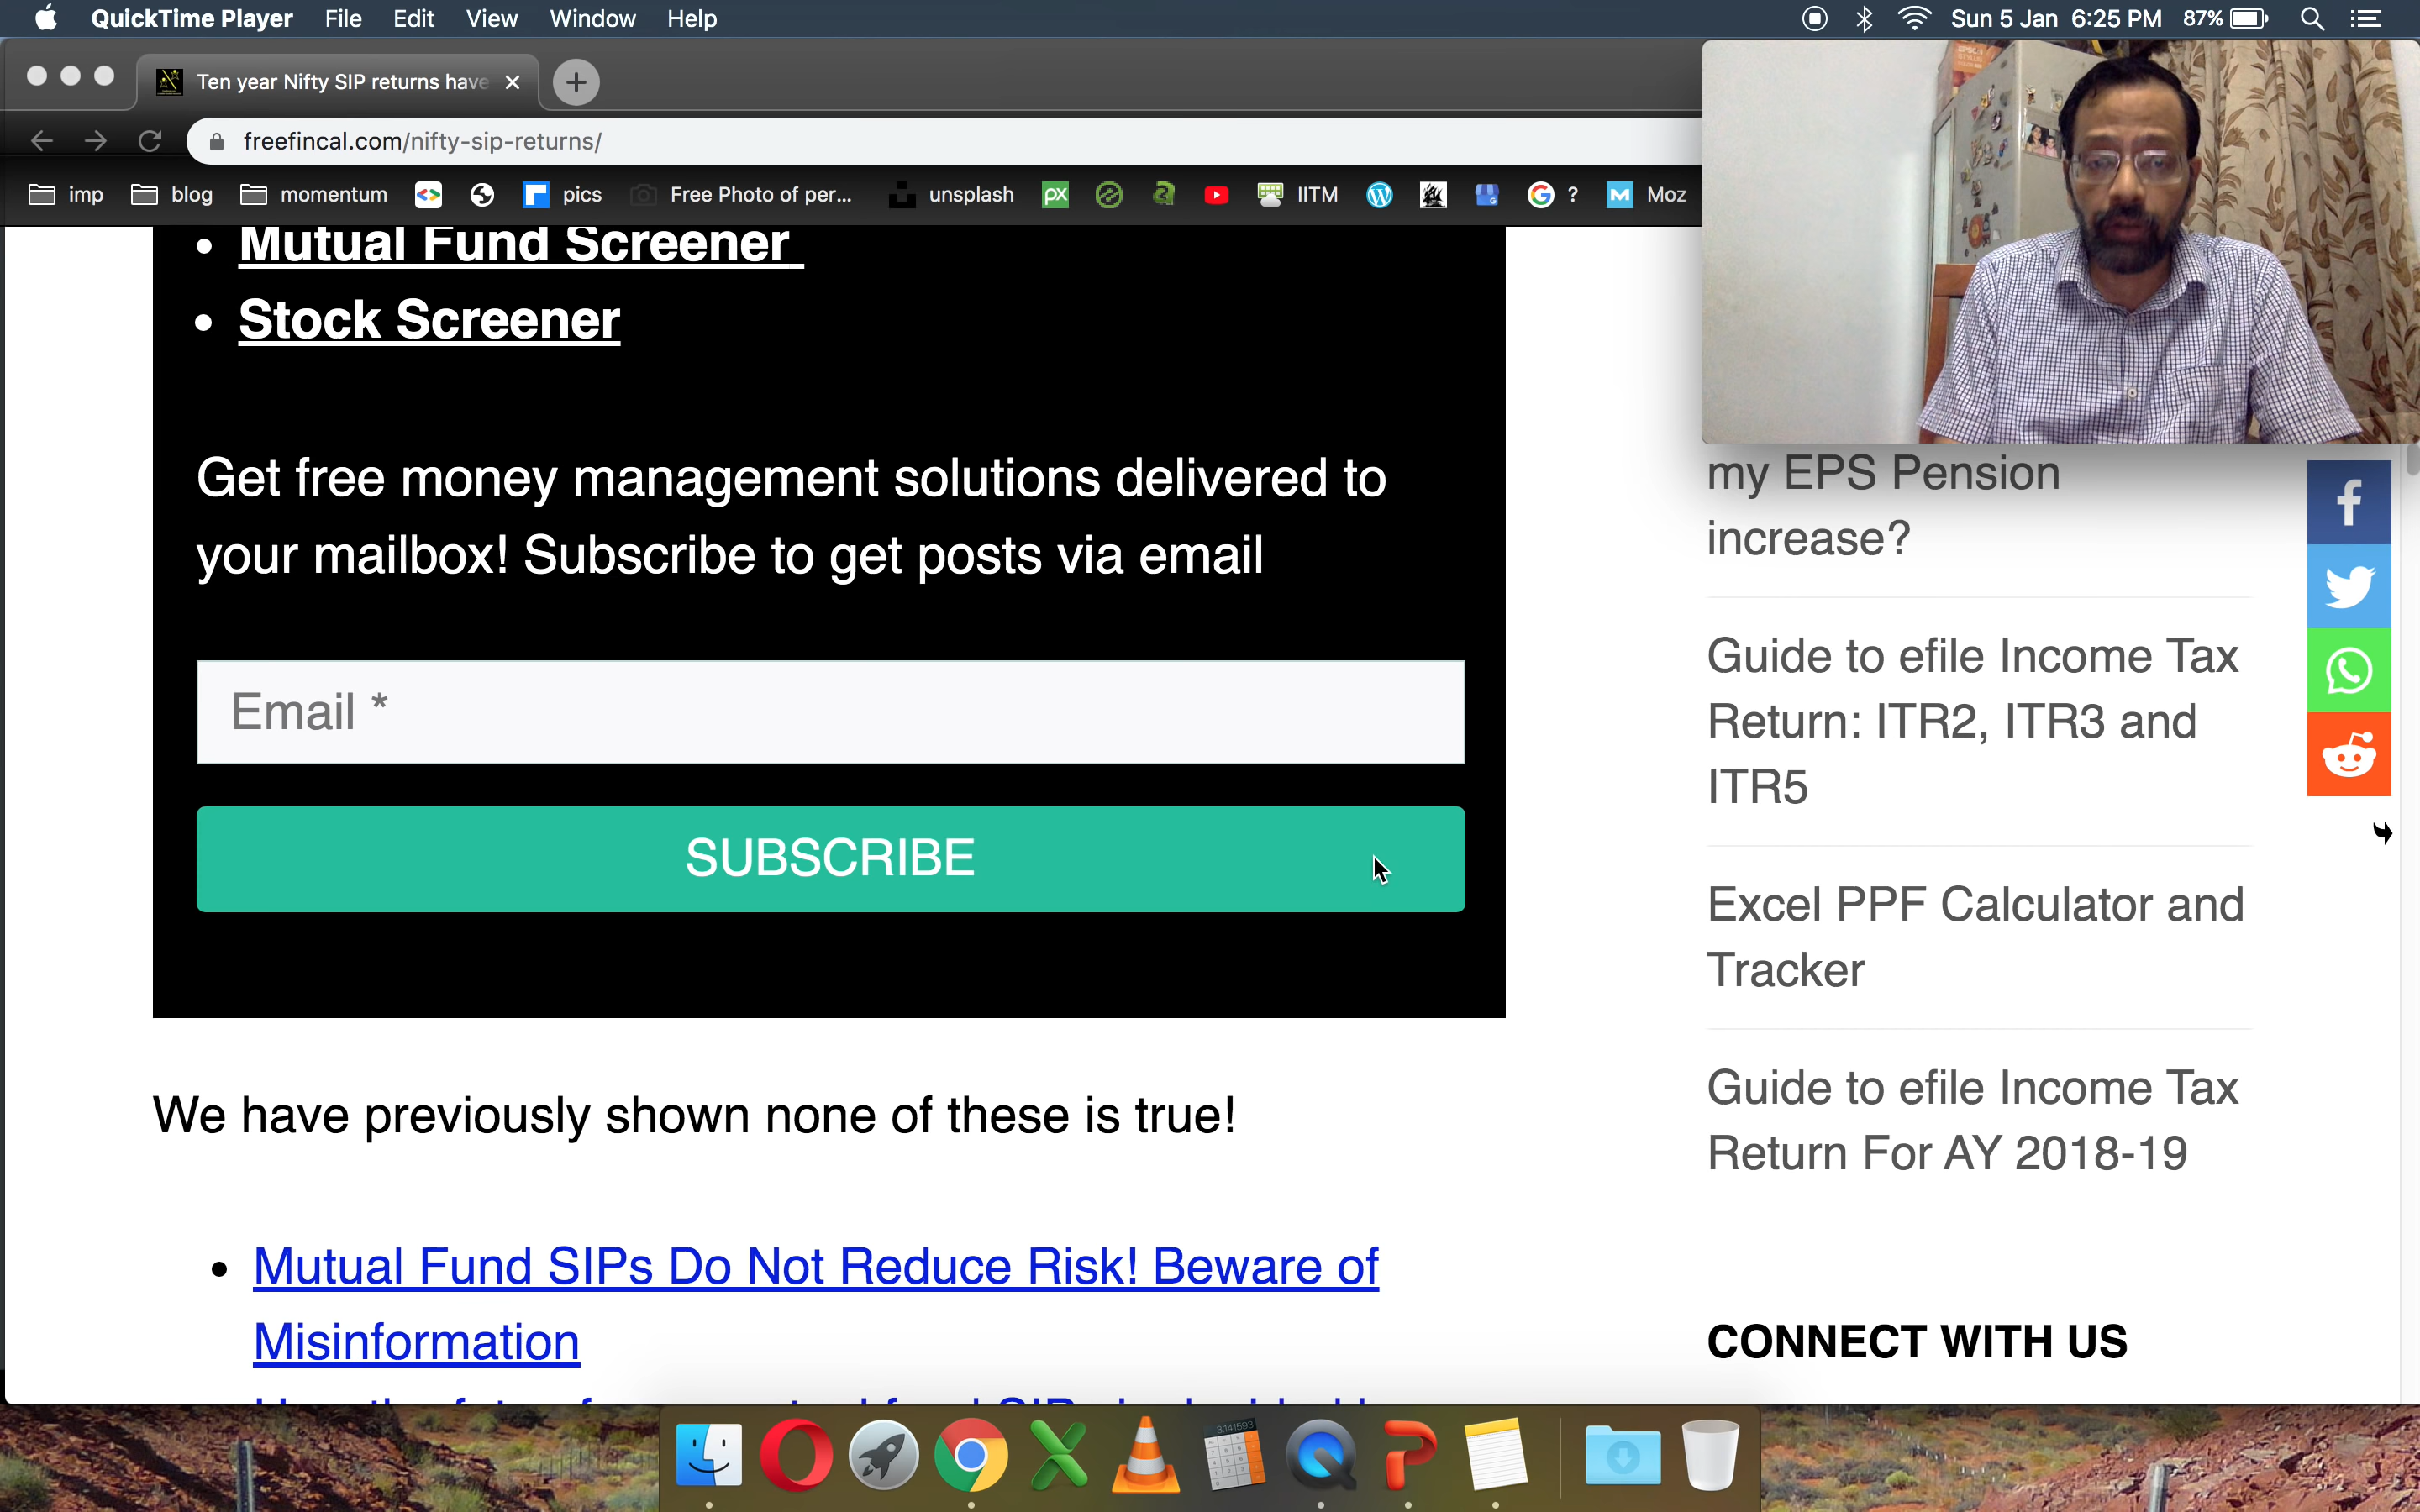 QuickTime Player File Edit View Window Help
Sun 5 Jan 6:25 PM 87%
Ten year Nifty SIP returns have
freefincal.com/nifty-sip-returns/
imp blog momentum pics Free Photo of per... unsplash px IITM ? Moz
Mutual Fund Screener
Stock Screener
Get free money management solutions delivered to
your mailbox! Subscribe to get posts via email
Email *
SUBSCRIBE
We have previously shown none of these is true!
Mutual Fund SIPs Do Not Reduce Risk! Beware of
Misinformation
my EPS Pension
increase?
Guide to efile Income Tax
Return: ITR2, ITR3 and
ITR5
Excel PPF Calculator and
Tracker
Guide to efile Income Tax
Return For AY 2018-19
CONNECT WITH US